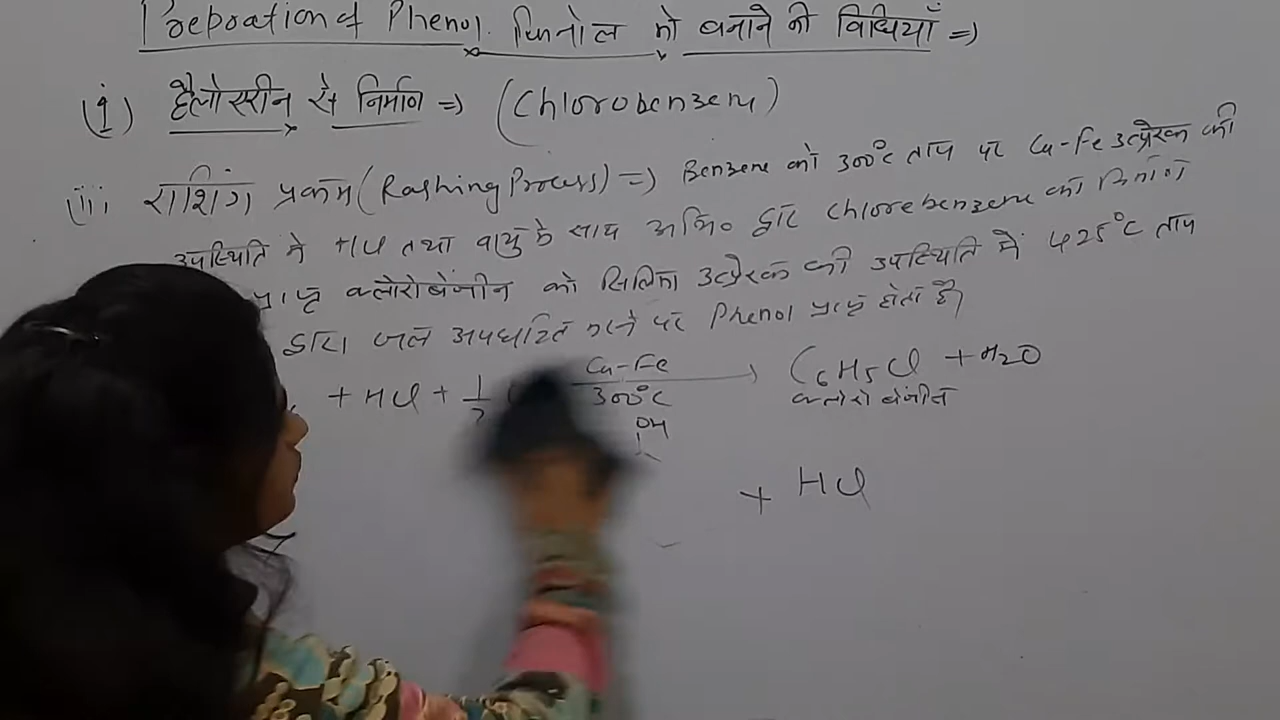 Preparation of Phenol. फिनोल को बनाने की विधियाँ =>
(i) हैलोएरीन से निर्माण => (Chlorobenzene)
(ii) राशिंग प्रक्रम (Rashing Process) => Benzene को 300°C ताप पर Cu-Fe उत्प्रेरक की
उपस्थिति में HCl तथा वायु के साथ अभि० द्वारा Chlorobenzene का निर्माण
प्राप्त क्लोरोबेंजीन को सिलिका उत्प्रेरक की उपस्थिति में 425°C ताप
द्वारा जल अपघटित करने पर Phenol प्राप्त होता है।
+ HCl + 1/2 Cu-Fe 300°C → C6H5Cl + H2O
क्लोरोबेंजीन
OH
+ HCl